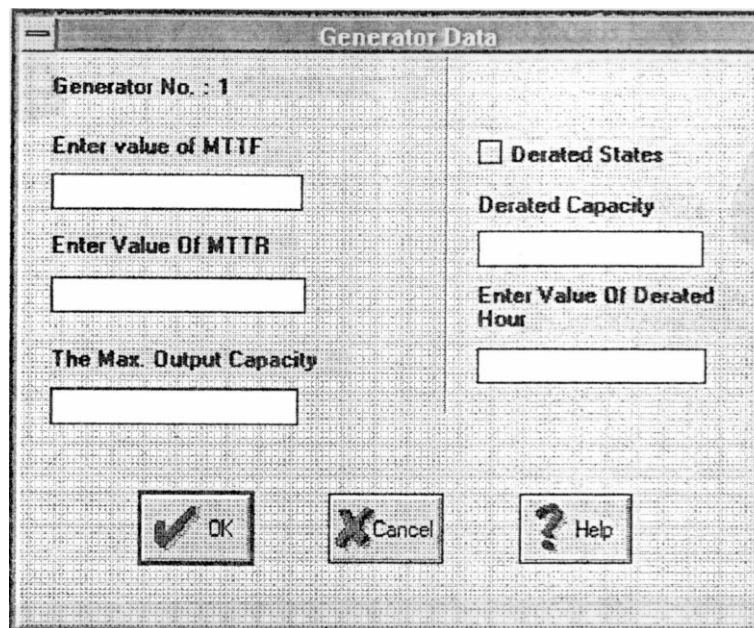 Generator Data
Generator No. : 1
Enter value of MTTF
Enter Value Of MTTR
The Max. Output Capacity
Derated States
Derated Capacity
Enter Value Of Derated
Hour
OK
Cancel
Help